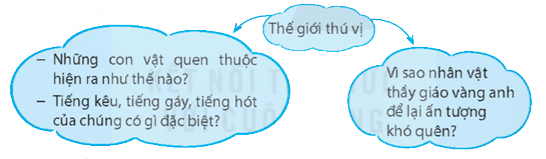 Thế giới thú vị
– Những con vật quen thuộc
hiện ra như thế nào?
– Tiếng kêu, tiếng gáy, tiếng hót
của chúng có gì đặc biệt?
Vì sao nhân vật
thầy giáo vàng anh
để lại ấn tượng
khó quên?